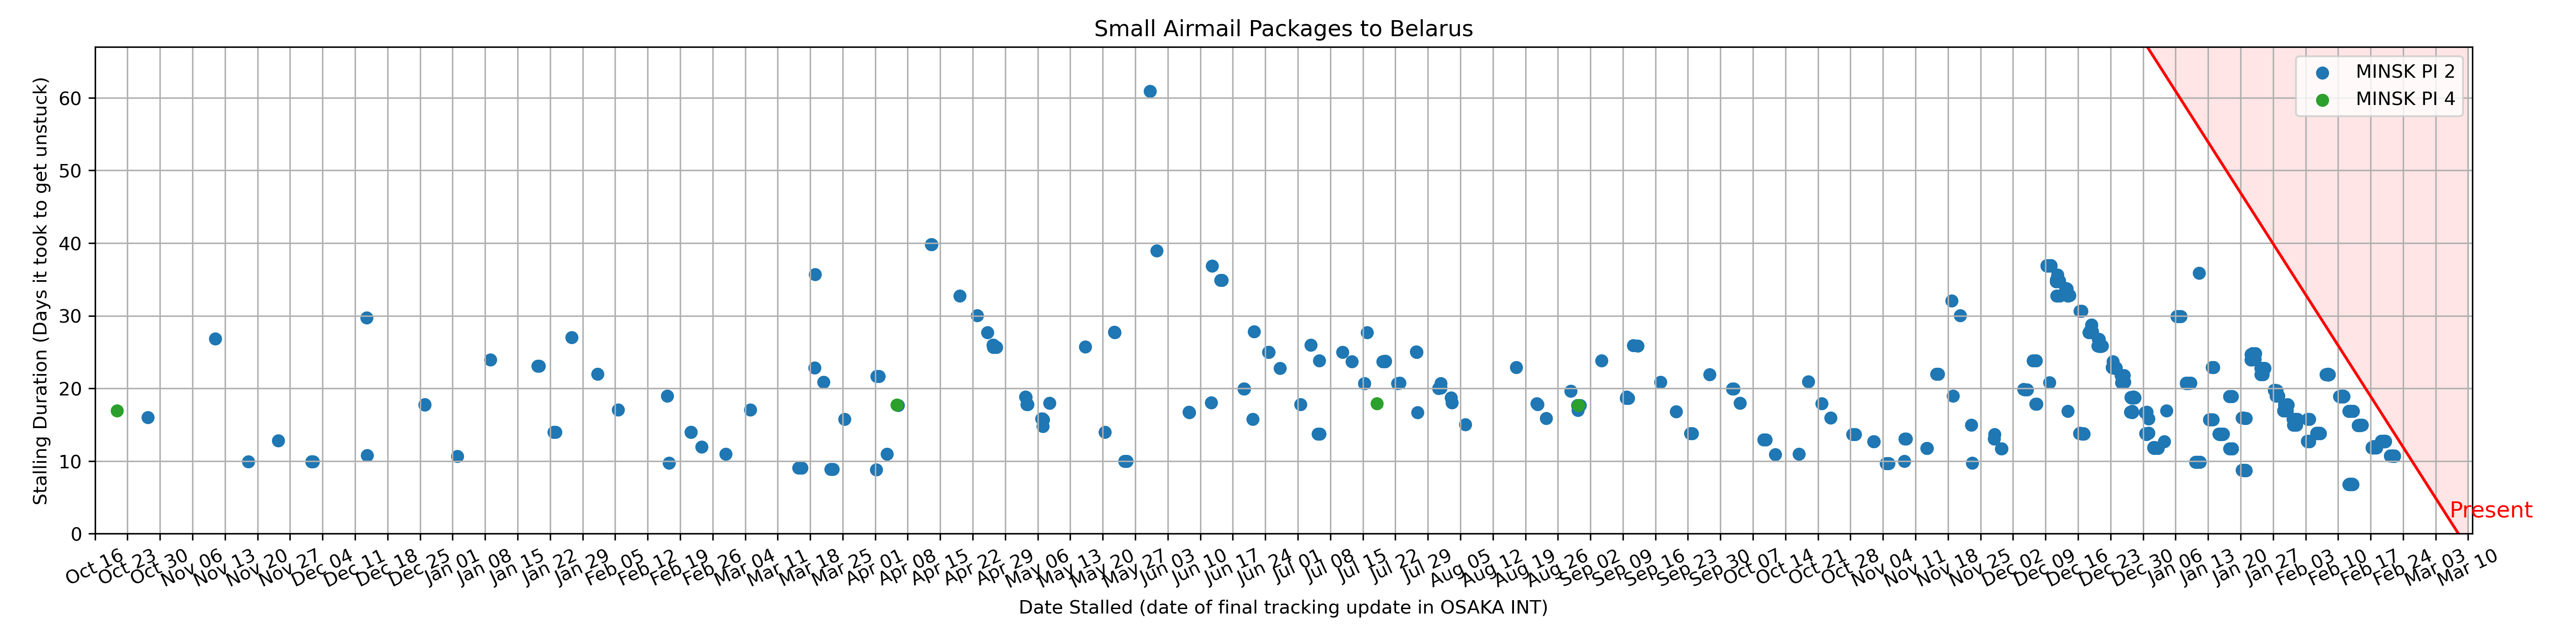 Small Airmail Packages to Belarus
MINSK PI 2
MINSK PI 4
Stalling Duration (Days it took to get unstuck)
60
50
40
30
20
10
0
Present
Oct 16
Oct 23
Oct 30
Nov 06
Nov 13
Nov 20
Nov 27
Dec 04
Dec 11
Dec 18
Dec 25
Jan 01
Jan 08
Jan 15
Jan 22
Jan 29
Feb 05
Feb 12
Feb 19
Feb 26
Mar 04
Mar 11
Mar 18
Mar 25
Apr 01
Apr 08
Apr 15
Apr 22
Apr 29
May 06
May 13
May 20
May 27
Jun 03
Jun 10
Jun 17
Jun 24
Jul 01
Jul 08
Jul 15
Jul 22
Jul 29
Aug 05
Aug 12
Aug 19
Aug 26
Sep 02
Sep 09
Sep 16
Sep 23
Sep 30
Oct 07
Oct 14
Oct 21
Oct 28
Nov 04
Nov 11
Nov 18
Nov 25
Dec 02
Dec 09
Dec 16
Dec 23
Dec 30
Jan 06
Jan 13
Jan 20
Jan 27
Feb 03
Feb 10
Feb 17
Feb 24
Mar 03
Mar 10
Date Stalled (date of final tracking update in OSAKA INT)